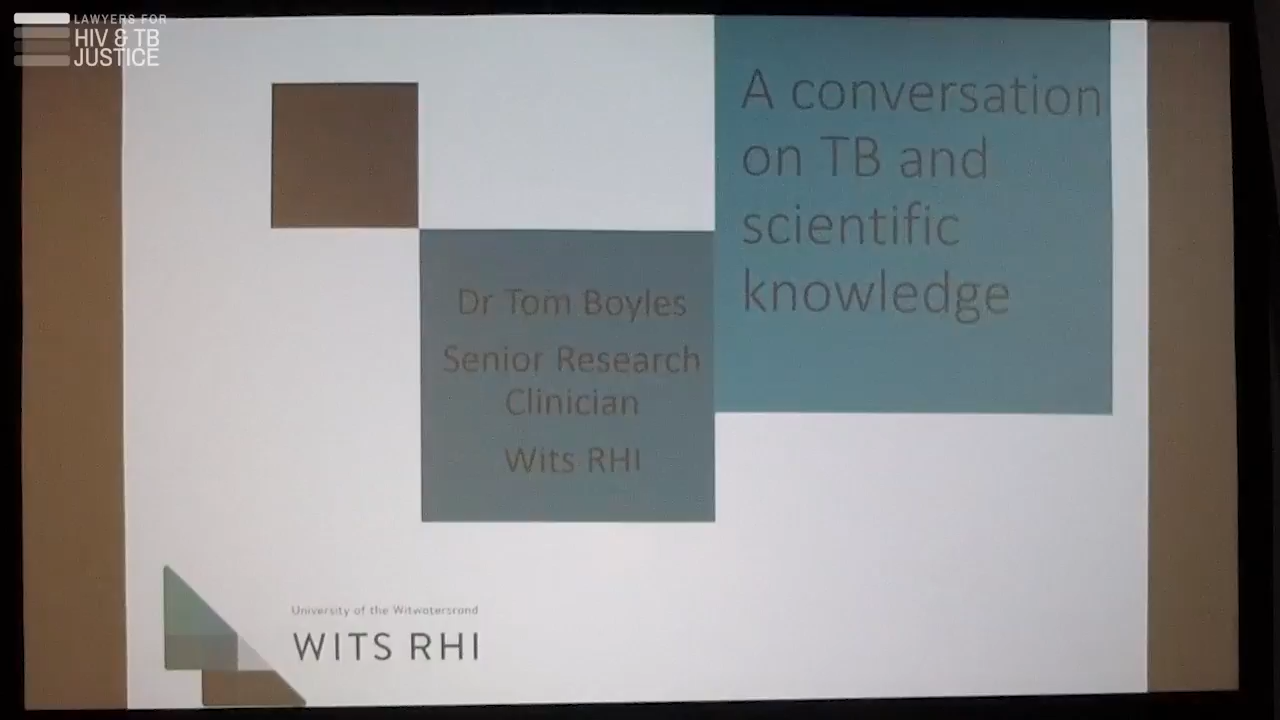 LAWYERS FOR
HIV & TB
JUSTICE
A conversation
on TB and
scientific
knowledge
Dr Tom Boyles
Senior Research
Clinician
Wits RHI
University of the Witwatersrand
WITS RHI